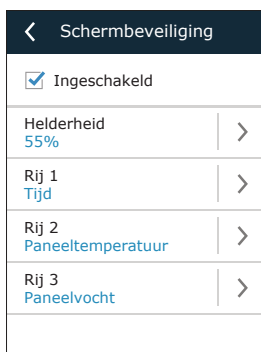 Schermbeveiliging
Ingeschakeld
Helderheid
55%
Rij 1
Tijd
Rij 2
Paneeltemperatuur
Rij 3
Paneelvocht